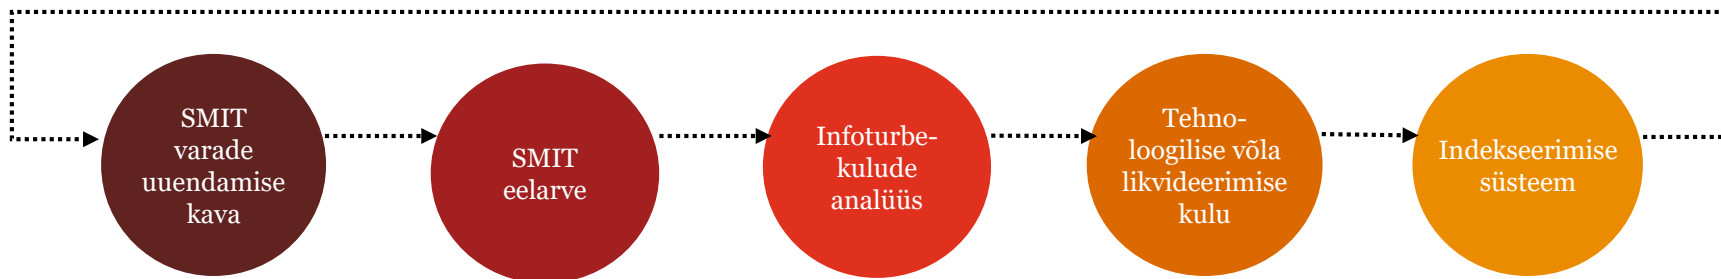 SMIT
varade
uuendamise
kava
SMIT
eelarve
Infoturbe-
kulude
analüüs
Tehno-
loogilise võla
likvideerimise
kulu
Indekseerimise
süsteem